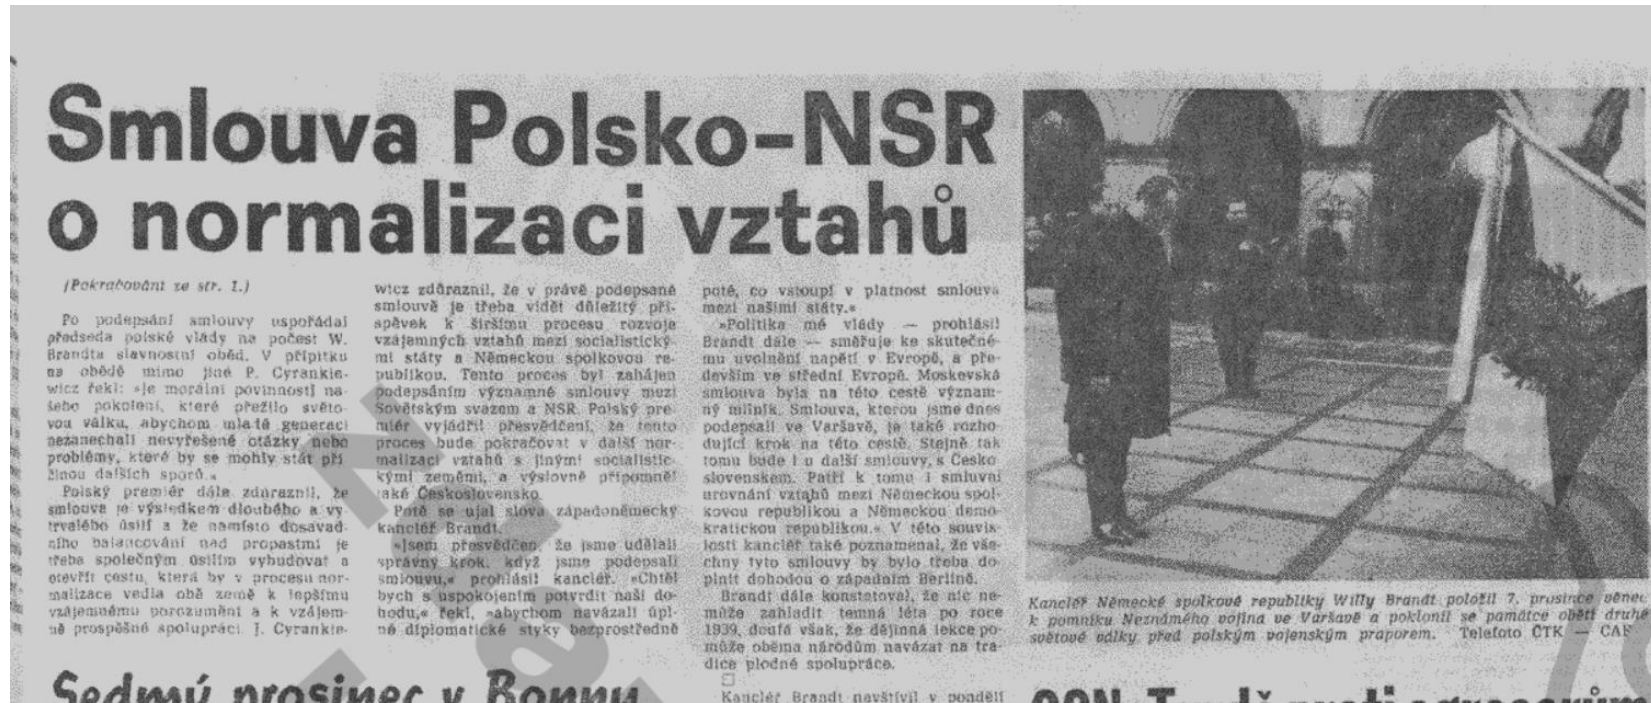 Smlouva Polsko-NSR
o normalizaci vztahů
(Pokračování ze str. 1.)
Po podepsání smlouvy uspořádal
předseda polské vlády na počest W.
Brandta slavnostní oběd. V přípitku
na obědě mimo jiné P. Cyrankie-
wicz řekl: »Je morální povinností na-
šeho pokolení, které přežilo světo-
vou válku, abychom mladé generaci
nezanechali nevyřešené otázky nebo
problémy, které by se mohly stát pří
činou dalších sporů.«
Polský premiér dále zdůraznil, že
smlouva je výsledkem dlouhého a vy
trvalého úsilí a že namísto dosavad-
ního balancování nad propastmi je
třeba společným úsilím vybudovat a
otevřít cestu, která by v procesu nor-
malizace vedla obě země k lepšímu
vzájemnému porozumění a k vzájem-
ně prospěšné spolupráci. J. Cyrankie-
wicz zdůraznil, že v právě podepsané
smlouvě je třeba vidět důležitý pří-
spěvek k širšímu procesu rozvoje
vzájemných vztahů mezi socialistický-
mi státy a Německou spolkovou re-
publikou. Tento proces byl zahájen
podepsáním významné smlouvy mezi
Sovětským svazem a NSR. Polský pre-
miér vyjádřil přesvědčení, že tento
proces bude pokračovat v další nor-
malizaci vztahů s jinými socialistic-
kými zeměmi, a výslovně připomněl
také Československo.
Poté se ujal slova západoněmecký
kancléř Brandt.
»Jsem přesvědčen, že jsme udělali
správný krok, když jsme podepsali
smlouvu,« prohlásil kancléř. »Chtěl
bych s uspokojením potvrdit naši do-
hodu,« řekl, »abychom navázali úpl-
né diplomatické styky bezprostředně
poté, co vstoupí v platnost smlouva
mezi našimi státy.«
»Politika mé vlády — prohlásil
Brandt dále — směřuje ke skutečné-
mu uvolnění napětí v Evropě, a pře-
devším ve střední Evropě. Moskevská
smlouva byla na této cestě význam-
ný milník. Smlouva, kterou jsme dnes
podepsali ve Varšavě, je také rozho-
dující krok na této cestě. Stejně tak
tomu bude i u další smlouvy, s Česko
slovenskem. Patří k tomu i smluvní
urovnání vztahů mezi Německou spol-
kovou republikou a Německou demo-
kratickou republikou.« V této souvis-
losti kancléř také poznamenal, že vše-
chny tyto smlouvy by bylo třeba do-
plnit dohodou o západním Berlíně.
Brandt dále konstatoval, že nic ne-
může zahladit temná léta po roce
1939, doufá však, že dějinná lekce po-
může oběma národům navázat na tra-
dice plodné spolupráce.
Kancléř Brandt navštívil v pondělí
Kancléř Německé spolkové republiky Willy Brandt položil 7. prosince věnec
k pomníku Neznámého vojína ve Varšavě a poklonil se památce obětí druhé
světové války před polským vojenským praporem. Telefoto ČTK — CAF
Sedmý prosinec v Bonnu